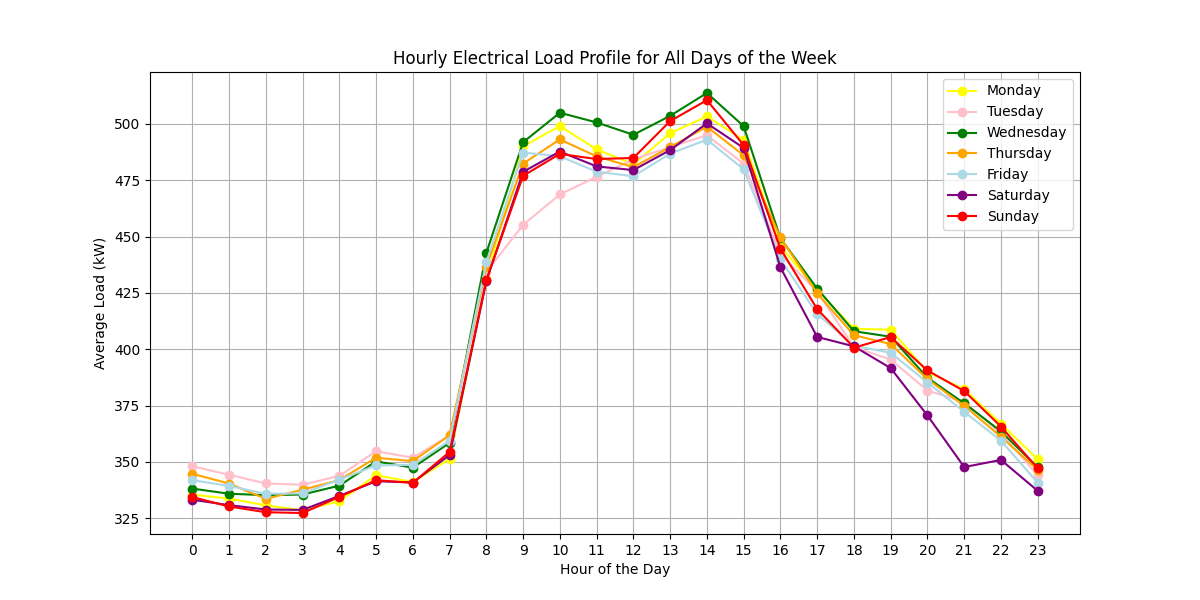 Hourly Electrical Load Profile for All Days of the Week
Average Load (kW)
500
475
450
425
400
375
350
325
Monday
Tuesday
Wednesday
Thursday
Friday
Saturday
Sunday
0 1 2 3 4 5 6 7 8 9 10 11 12 13 14 15 16 17 18 19 20 21 22 23
Hour of the Day